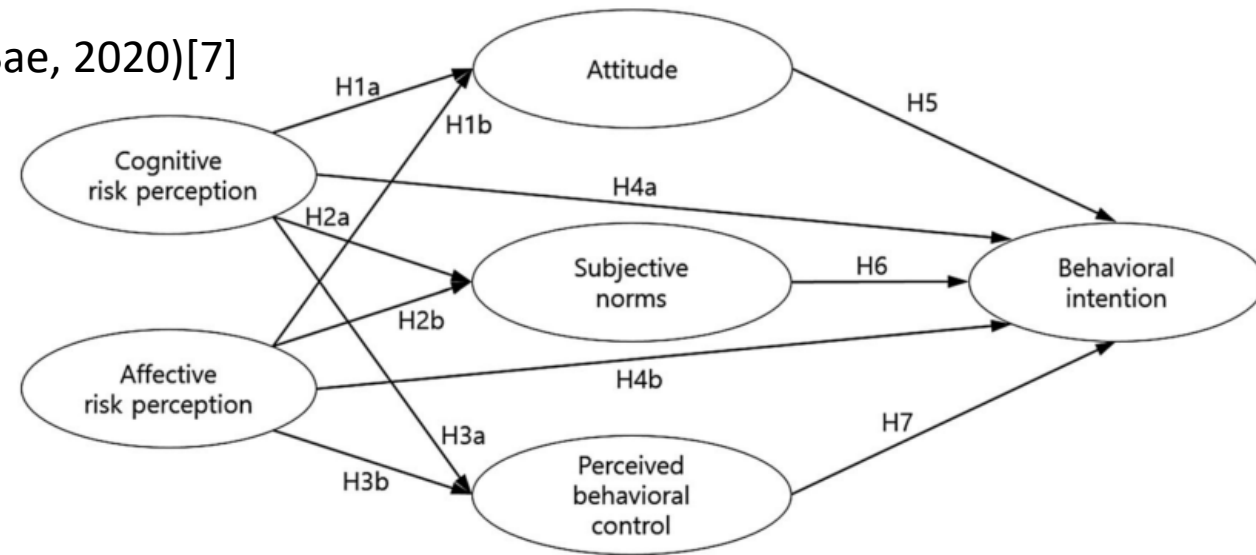 ae, 2020)[7]
Attitude
H1a
H5
H1b
Cognitive
risk perception
H4a
H2a
Subjective
norms
H6
Behavioral
intention
H2b
Affective
risk perception
H4b
H3a
H7
H3b
Perceived
behavioral
control